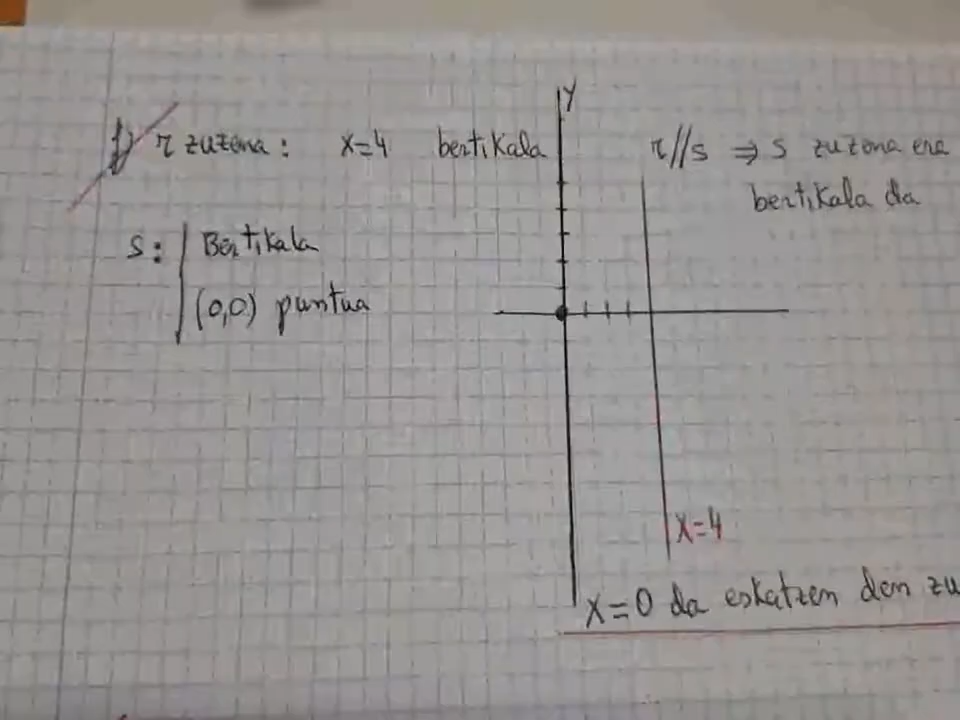 f) r zuzena: x=4 bertikala
r//s ⇒ s zuzena ere
bertikala da
s: | Bertikala
(0,0) puntua
Y
x=4
x=0 da eskatzen den zu